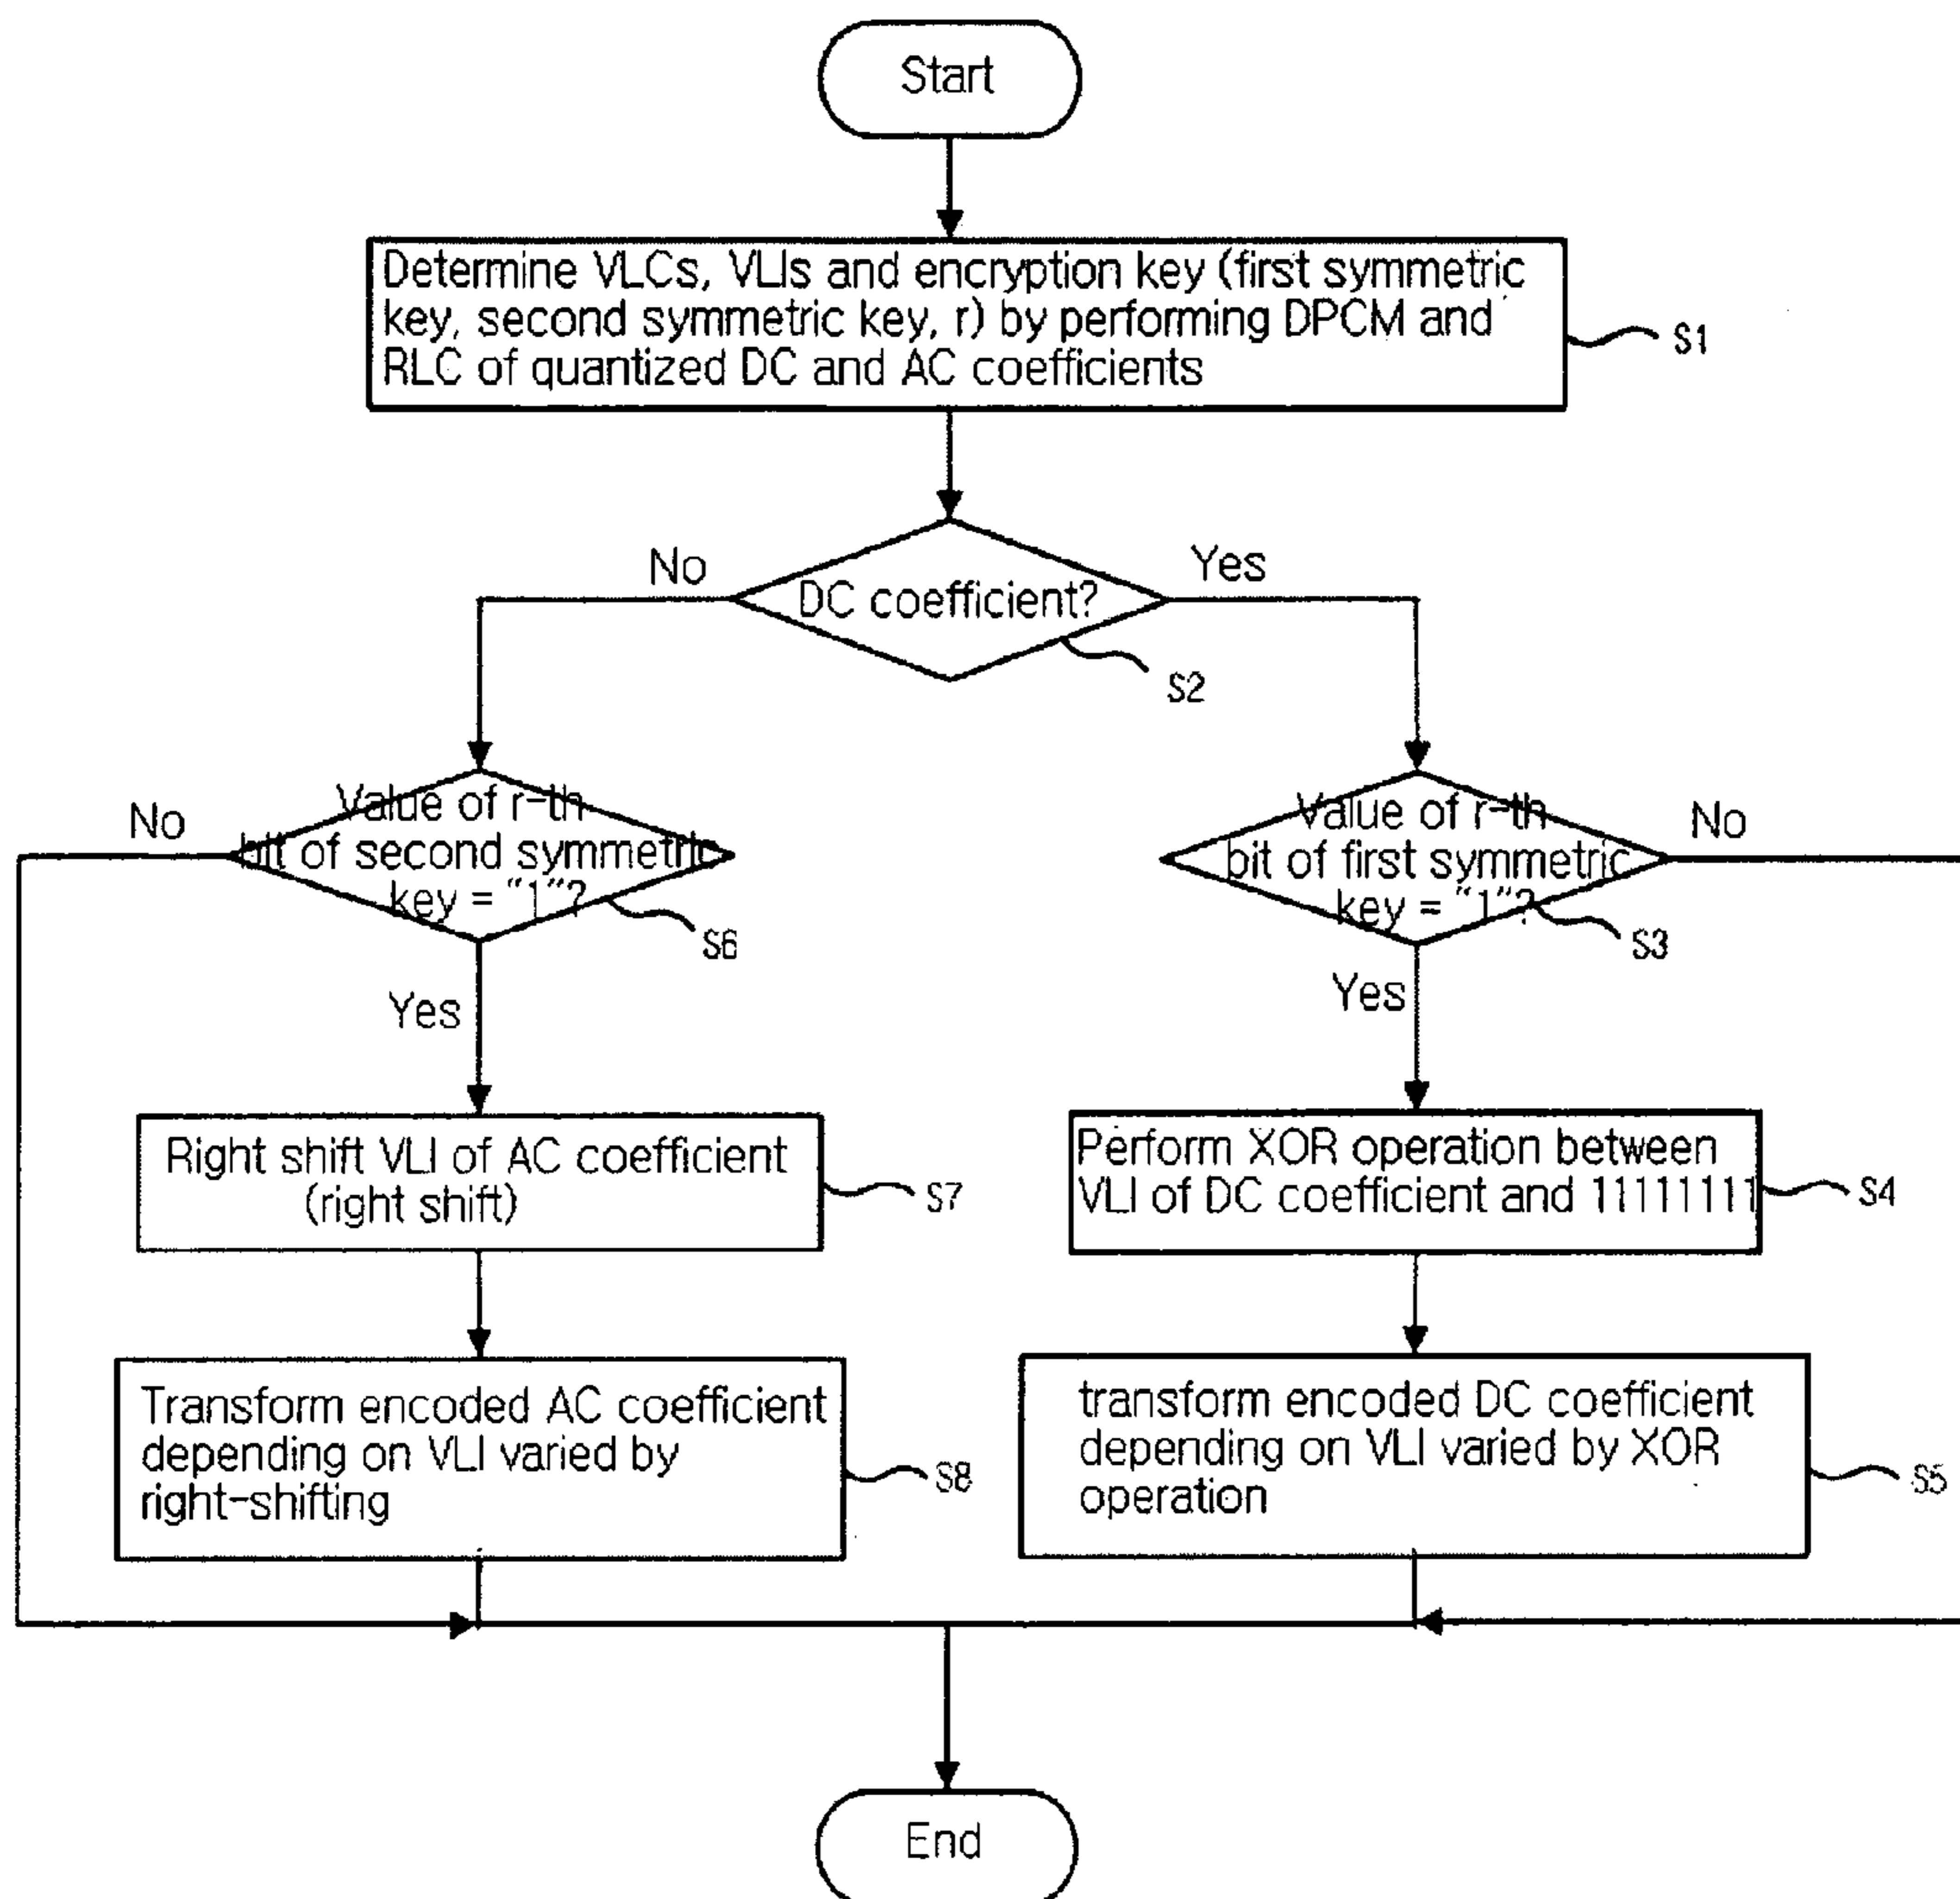 Start
Determine VLCs, VLIs and encryption key (first symmetric
key, second symmetric key, r) by performing DPCM and
RLC of quantized DC and AC coefficients
S1
No
Yes
DC coefficient?
S2
No
Value of r-th
bit of second symmetric
key = "1"?
S6
Value of r-th
bit of first symmetric
key = "1"?
No
S3
Yes
Yes
Right shift VLI of AC coefficient
(right shift)
S7
Perform XOR operation between
VLI of DC coefficient and 11111111
S4
Transform encoded AC coefficient
depending on VLI varied by
right-shifting
S8
transform encoded DC coefficient
depending on VLI varied by XOR
operation
S5
End